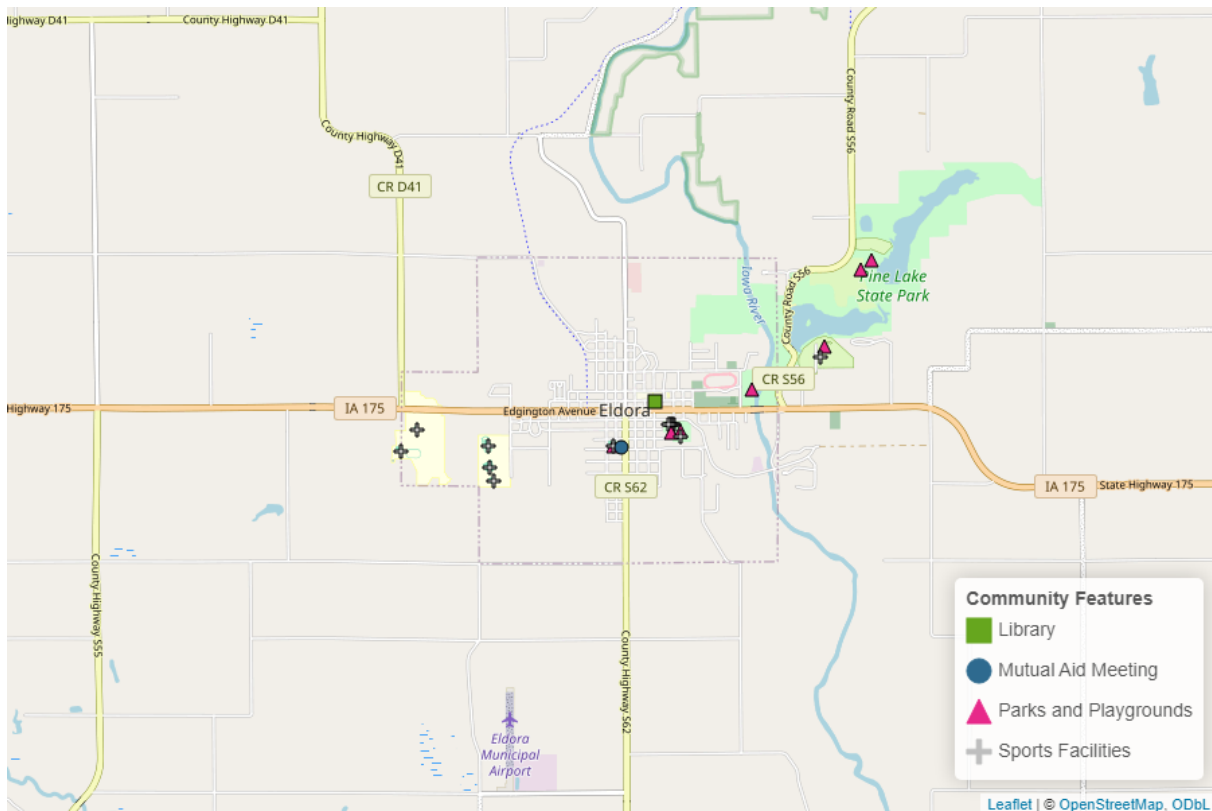 ighway D41
County Highway D41
County Highway D41
CR D41
County Road S56
Iowa River
County Road S56
Pine Lake
State Park
CR S56
Highway 175
IA 175
Edgington Avenue
Eldora
CR S62
IA 175
State Highway 175
County Highway S55
County Highway S62
Eldora
Municipal
Airport
Community Features
Library
Mutual Aid Meeting
Parks and Playgrounds
Sports Facilities
Leaflet | © OpenStreetMap, ODbL